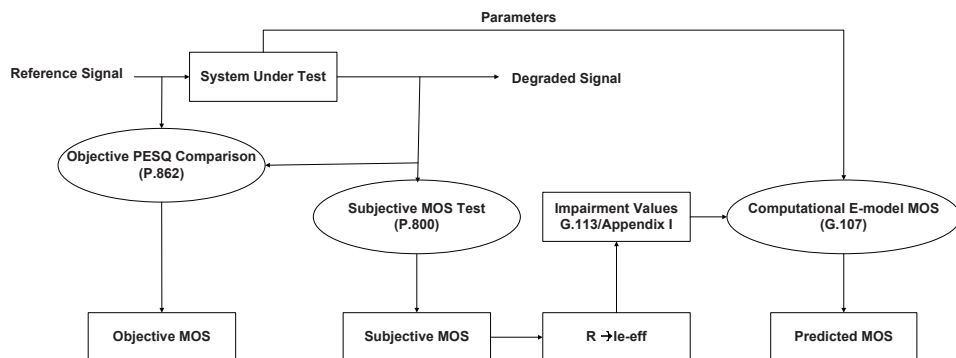 Parameters
Reference Signal
System Under Test
Degraded Signal
Objective PESQ Comparison
(P.862)
Subjective MOS Test
(P.800)
Impairment Values
G.113/Appendix I
Computational E-model MOS
(G.107)
Objective MOS
Subjective MOS
R →Ie-eff
Predicted MOS